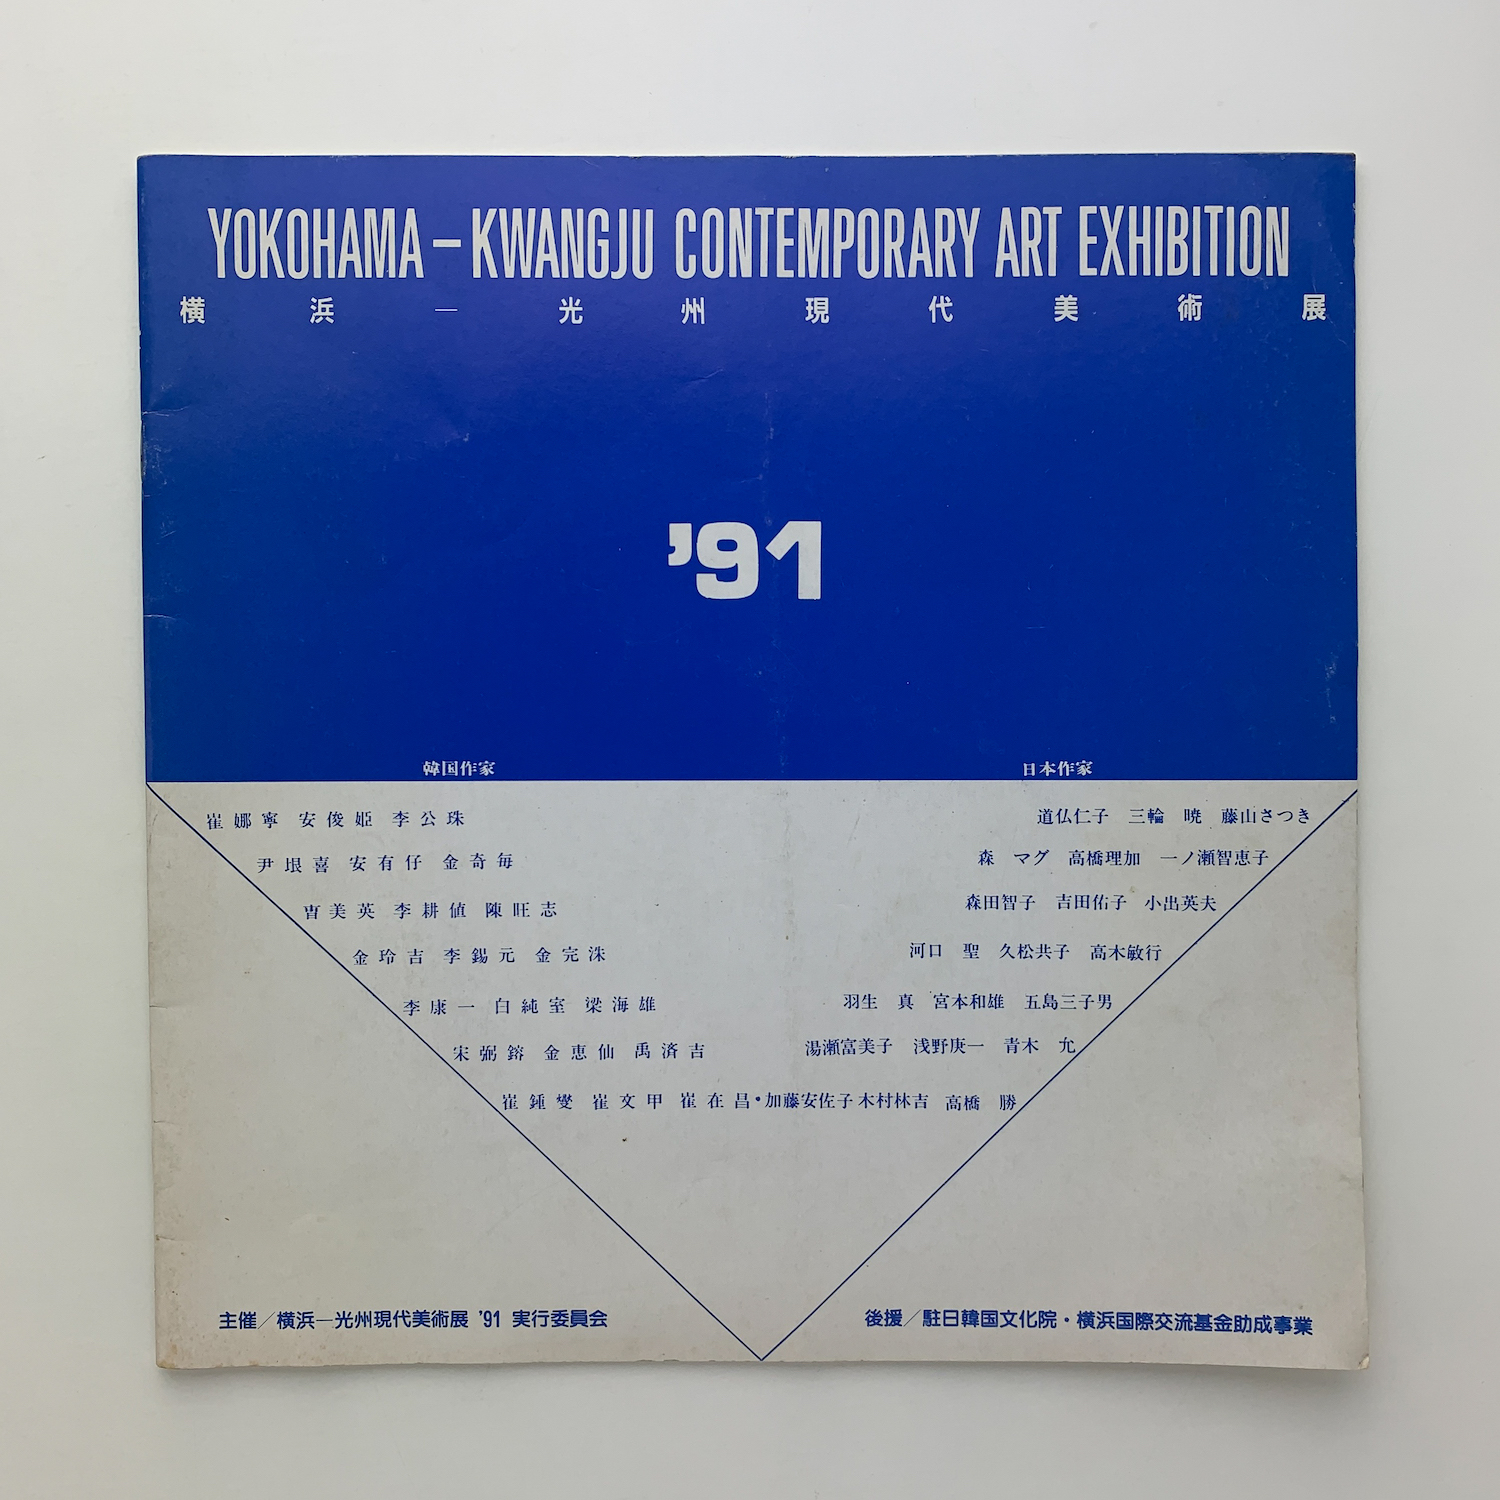 YOKOHAMA－KWANGJU CONTEMPORARY ART EXHIBITION
横浜―光州現代美術展
'91
韓国作家
日本作家
崔娜寧 安俊姫 李公珠
道仏仁子 三輪 暁 藤山さつき
尹垠喜 安有仔 金奇毎
森 マグ 高橋理加 一ノ瀬智恵子
曺美英 李耕値 陳旺志
森田智子 吉田佑子 小出英夫
金玲吉 李錫元 金完洙
河口 聖 久松共子 高木敏行
李康一 白純室 梁海雄
羽生 真 宮本和雄 五島三子男
宋弼鎔 金恵仙 禹済吉
湯瀬富美子 浅野庚一 青木 允
崔鍾燮 崔文甲 崔在昌・加藤安佐子 木村林吉 高橋 勝
主催／横浜―光州現代美術展 '91 実行委員会
後援／駐日韓国文化院・横浜国際交流基金助成事業